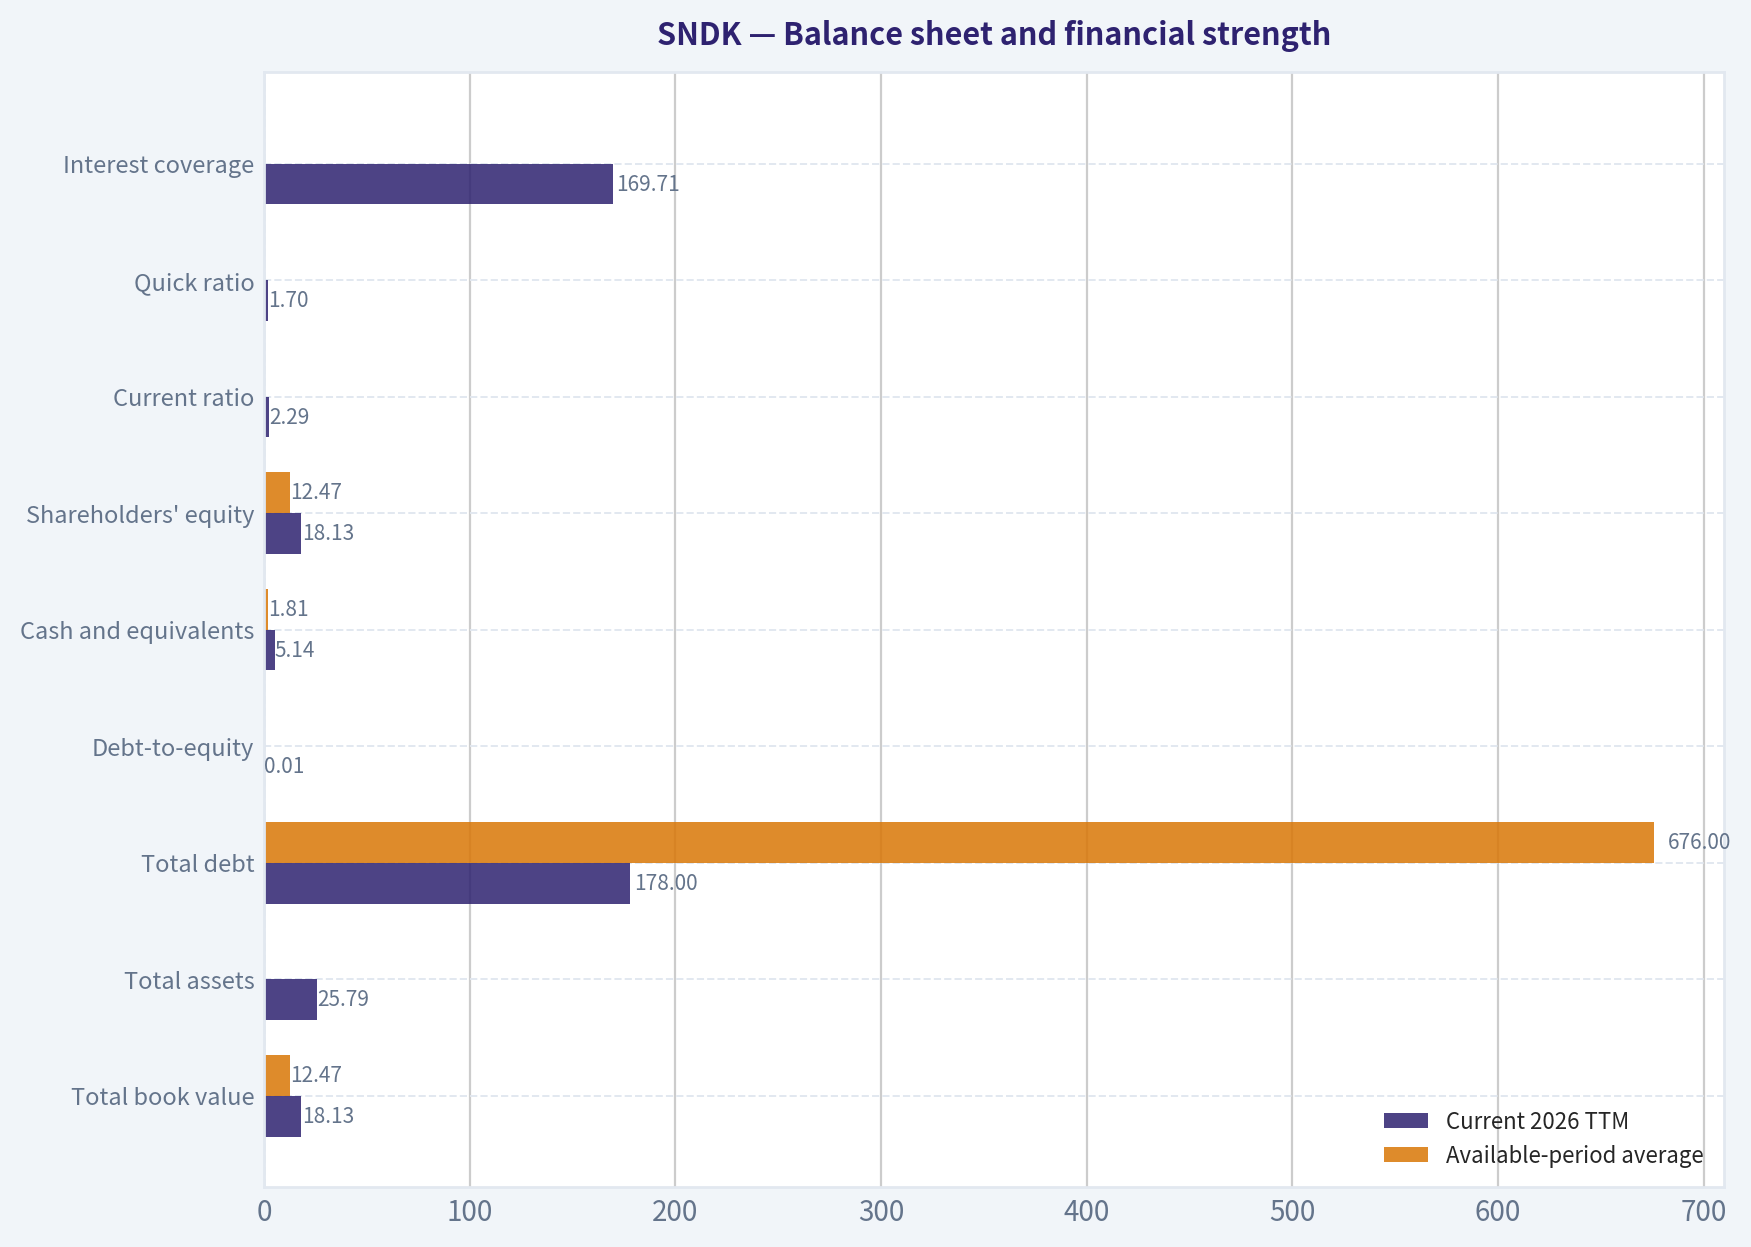 SNDK — Balance sheet and financial strength
Interest coverage
169.71
Quick ratio
1.70
Current ratio
2.29
12.47
Shareholders' equity
18.13
1.81
Cash and equivalents
5.14
Debt-to-equity
0.01
676.00
Total debt
178.00
Total assets
25.79
12.47
Total book value
18.13
Current 2026 TTM
Available-period average
0 100 200 300 400 500 600 700